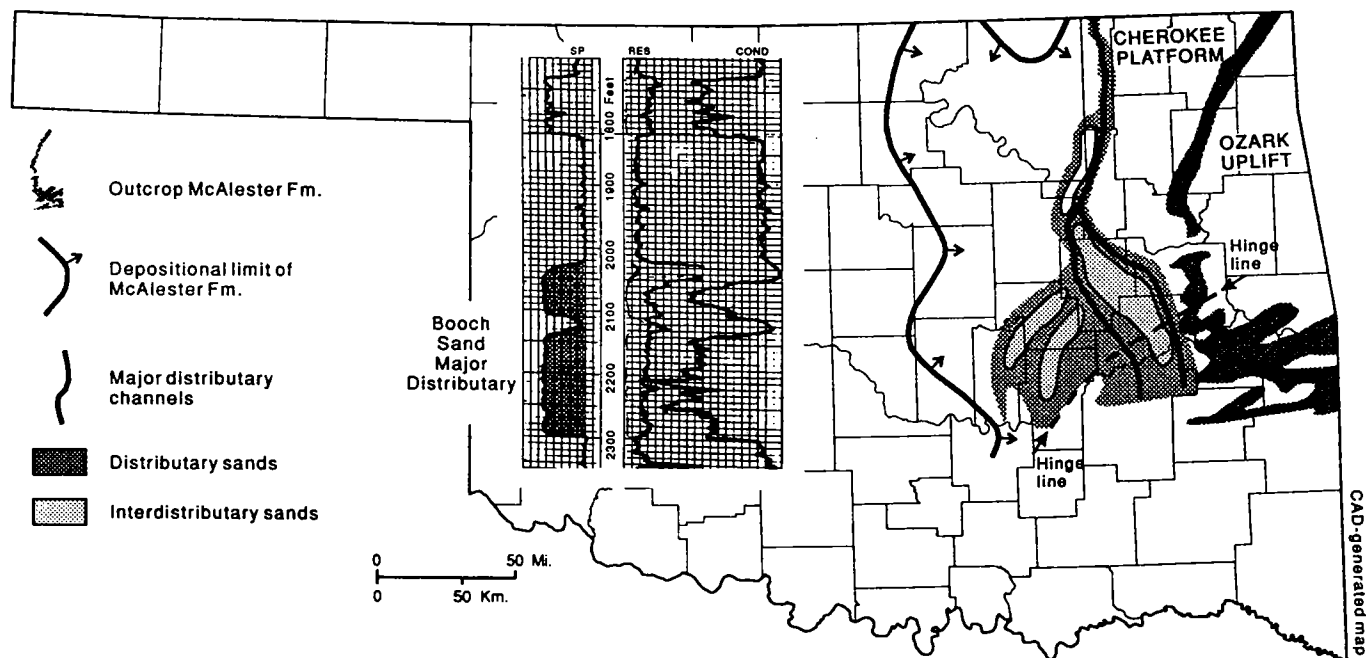 CHEROKEE
PLATFORM
OZARK
UPLIFT
Hinge
line
Hinge
line
SP
RES
COND
Feet
1800
1900
2000
2100
2200
2300
Booch
Sand
Major
Distributary
Outcrop McAlester Fm.
Depositional limit of
McAlester Fm.
Major distributary
channels
Distributary sands
Interdistributary sands
0 50 Mi.
0 50 Km.
CAD-generated map